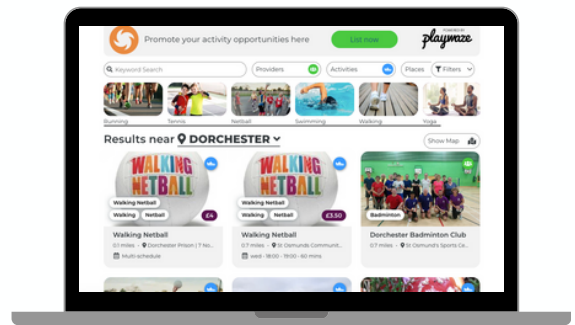 Promote your activity opportunities here
List now
POWERED BY
playwaze
Keyword Search
Providers
Activities
Places
Filters
Running
Tennis
Netball
Swimming
Walking
Yoga
Results near DORCHESTER
Show Map
WALKING
NETBALL
Walking Netball
Walking Netball
£4
Walking Netball
0.1 miles - Dorchester Prison | 7 No...
Multi-schedule
WALKING
NETBALL
Walking Netball
Walking Netball
£3.50
Walking Netball
0.7 miles - St Osmunds Communit...
wed - 18:00 - 19:00 - 60 mins
Badminton
Dorchester Badminton Club
0.7 miles - St Osmund's Sports Ce...